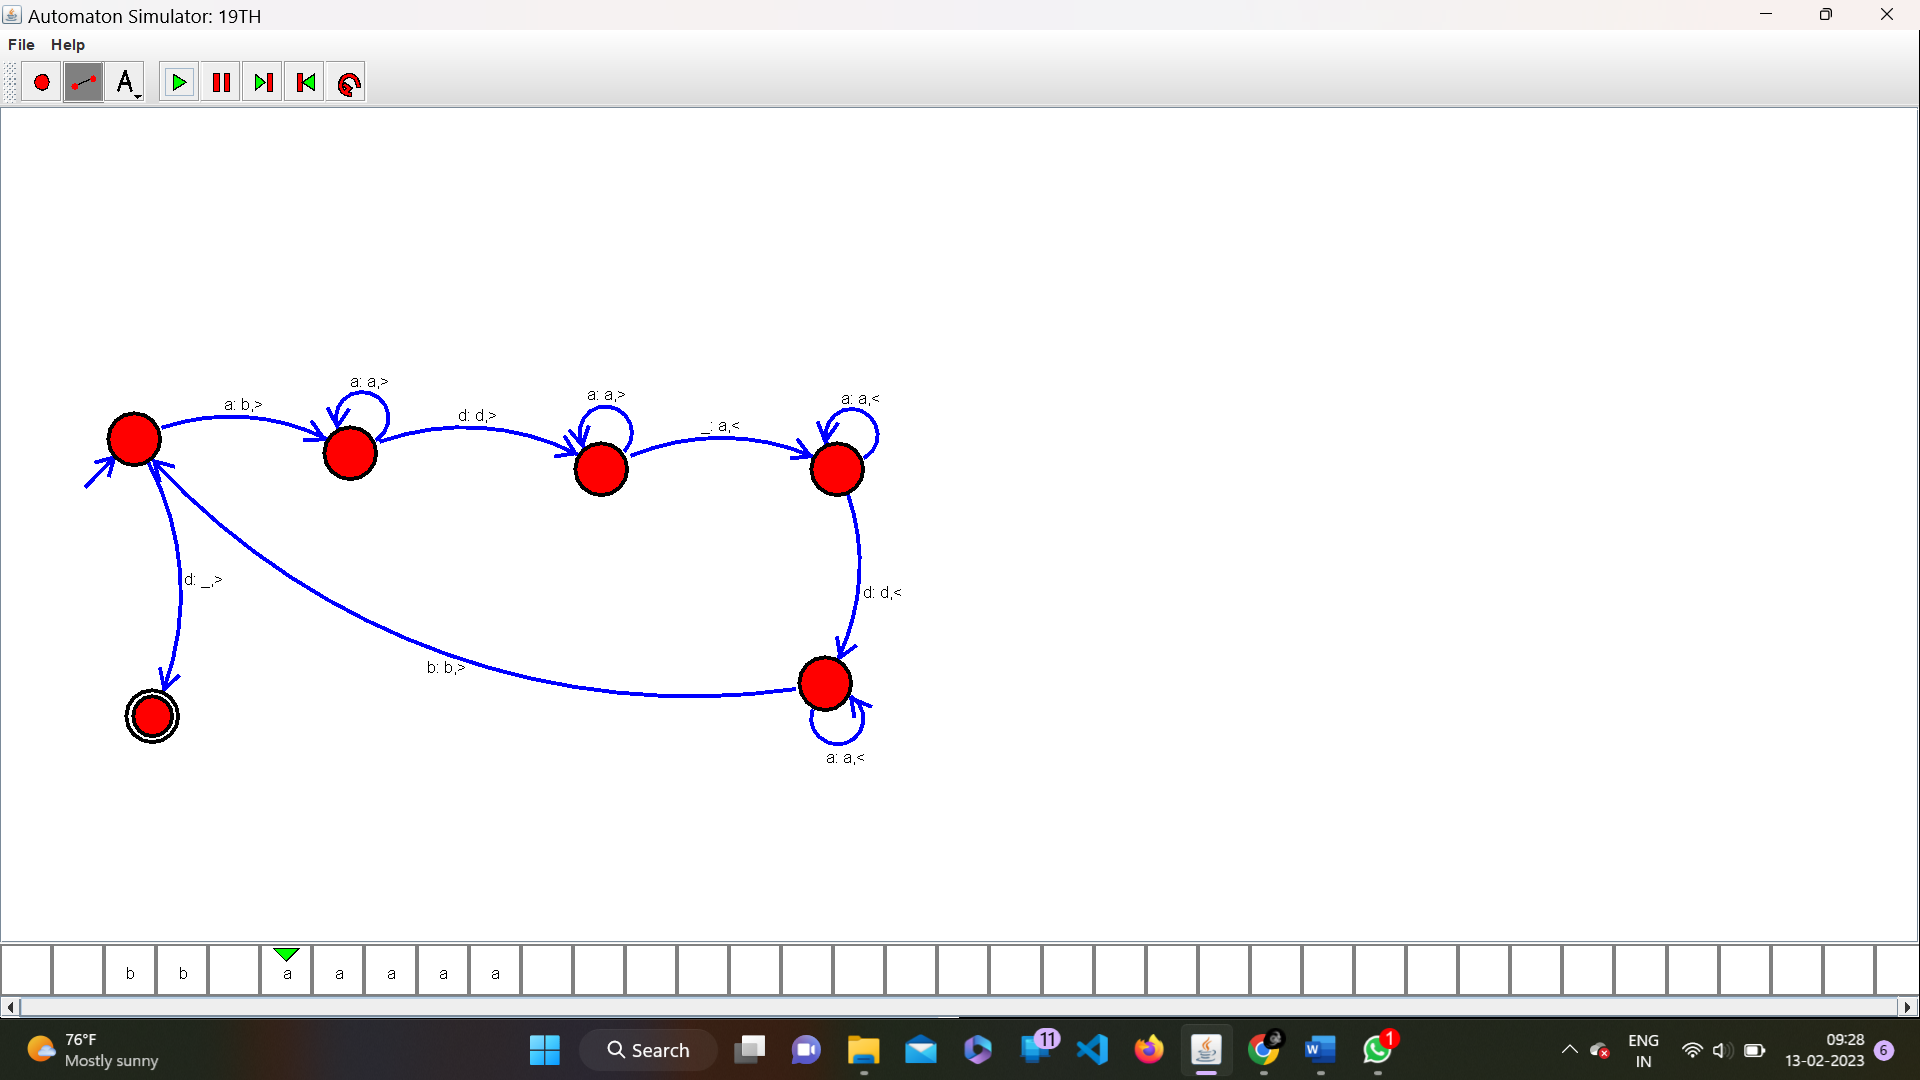 Automaton Simulator: 19TH
File Help
A
a: a,>
a: a,>
a: a,<
a: b,>
d: d,>
_: a,<
d: _,>
d: d,<
b: b,>
a: a,<
b b a a a a a
76°F
Mostly sunny
Search
11
W
1
ENG
IN
09:28
13-02-2023
6